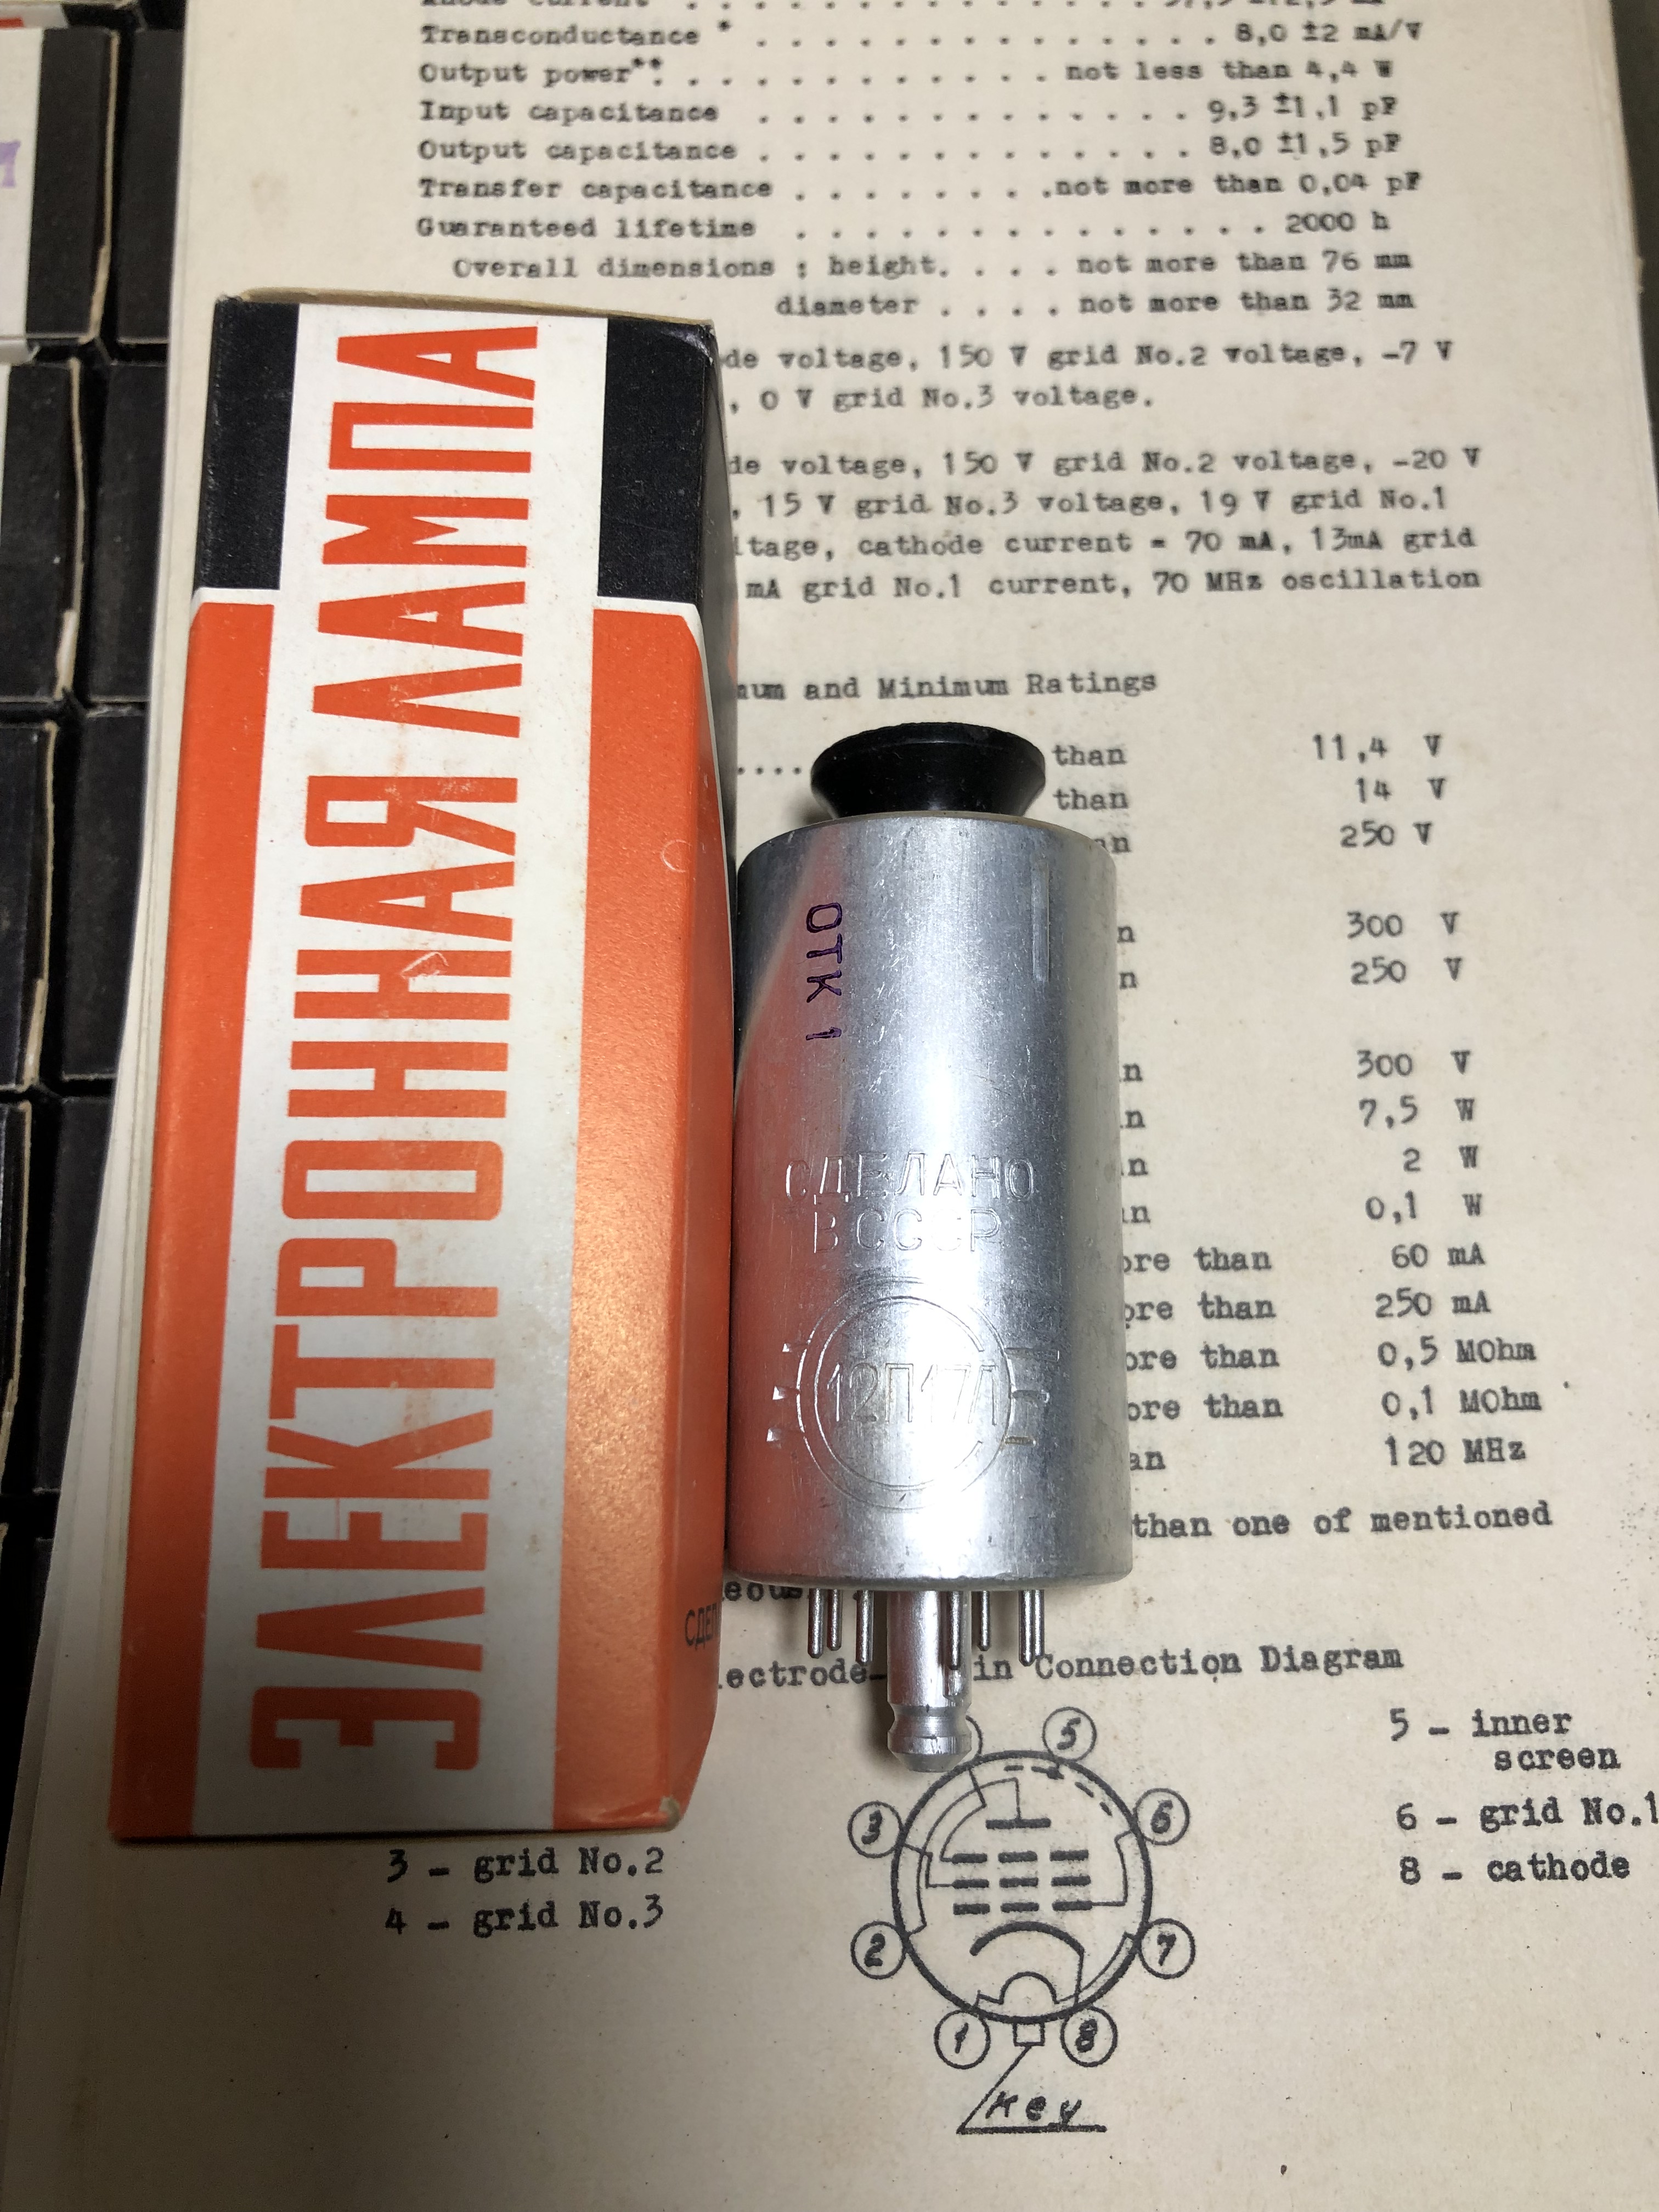 Transconductance * . . . . . . . . . . . . . . 8,0 ±2 mA/V
Output power**. . . . . . . . . . . . not less than 4,4 W
Input capacitance . . . . . . . . . . . . . 9,3 ±1,1 pF
Output capacitance . . . . . . . . . . . . . 8,0 ±1,5 pF
Transfer capacitance . . . . . . . .not more than 0,04 pF
Guaranteed lifetime . . . . . . . . . . . . . . 2000 h
Overall dimensions : height. . . . not more than 76 mm
diameter . . . . not more than 32 mm
voltage, 150 V grid No.2 voltage, -7 V
, 0 V grid No.3 voltage.
voltage, 150 V grid No.2 voltage, -20 V
, 15 V grid No.3 voltage, 19 V grid No.1
cathode current = 70 mA, 13mA grid
mA grid No.1 current, 70 MHz oscillation
and Minimum Ratings
.... than 11,4 V
than 14 V
250 V
300 V
250 V
300 V
7,5 W
2 W
0,1 W
than 60 mA
than 250 mA
than 0,5 MOhm
than 0,1 MOhm
120 MHz
than one of mentioned
Connection Diagram
3 - grid No.2
4 - grid No.3
5 - inner
screen
6 - grid No.1
8 - cathode
3
5
6
2
7
1
8
key
ЭЛЕКТРОННАЯ ЛАМПА
ОТК 1
СДЕЛАНО
В СССР
12П17Л